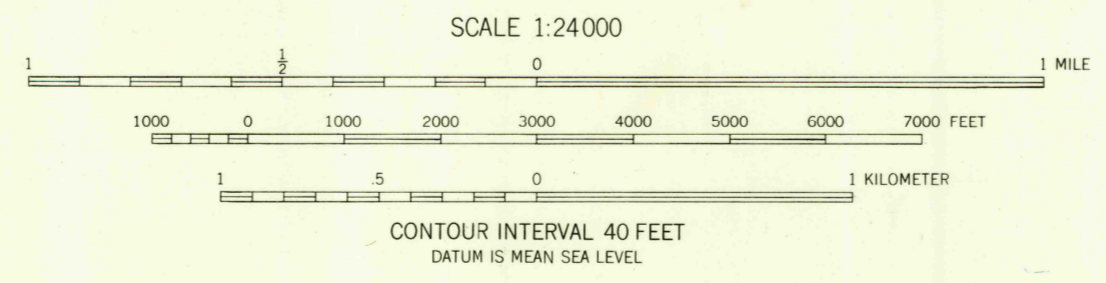 SCALE 1:24000
1 ½ 0 1 MILE
1000 0 1000 2000 3000 4000 5000 6000 7000 FEET
1 .5 0 1 KILOMETER
CONTOUR INTERVAL 40 FEET
DATUM IS MEAN SEA LEVEL